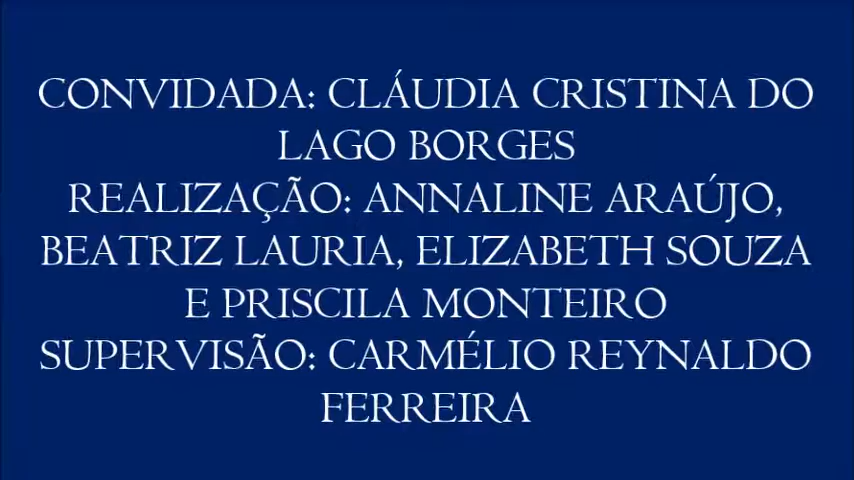 CONVIDADA: CLÁUDIA CRISTINA DO
LAGO BORGES
REALIZAÇÃO: ANNALINE ARAÚJO,
BEATRIZ LAURIA, ELIZABETH SOUZA
E PRISCILA MONTEIRO
SUPERVISÃO: CARMÉLIO REYNALDO
FERREIRA